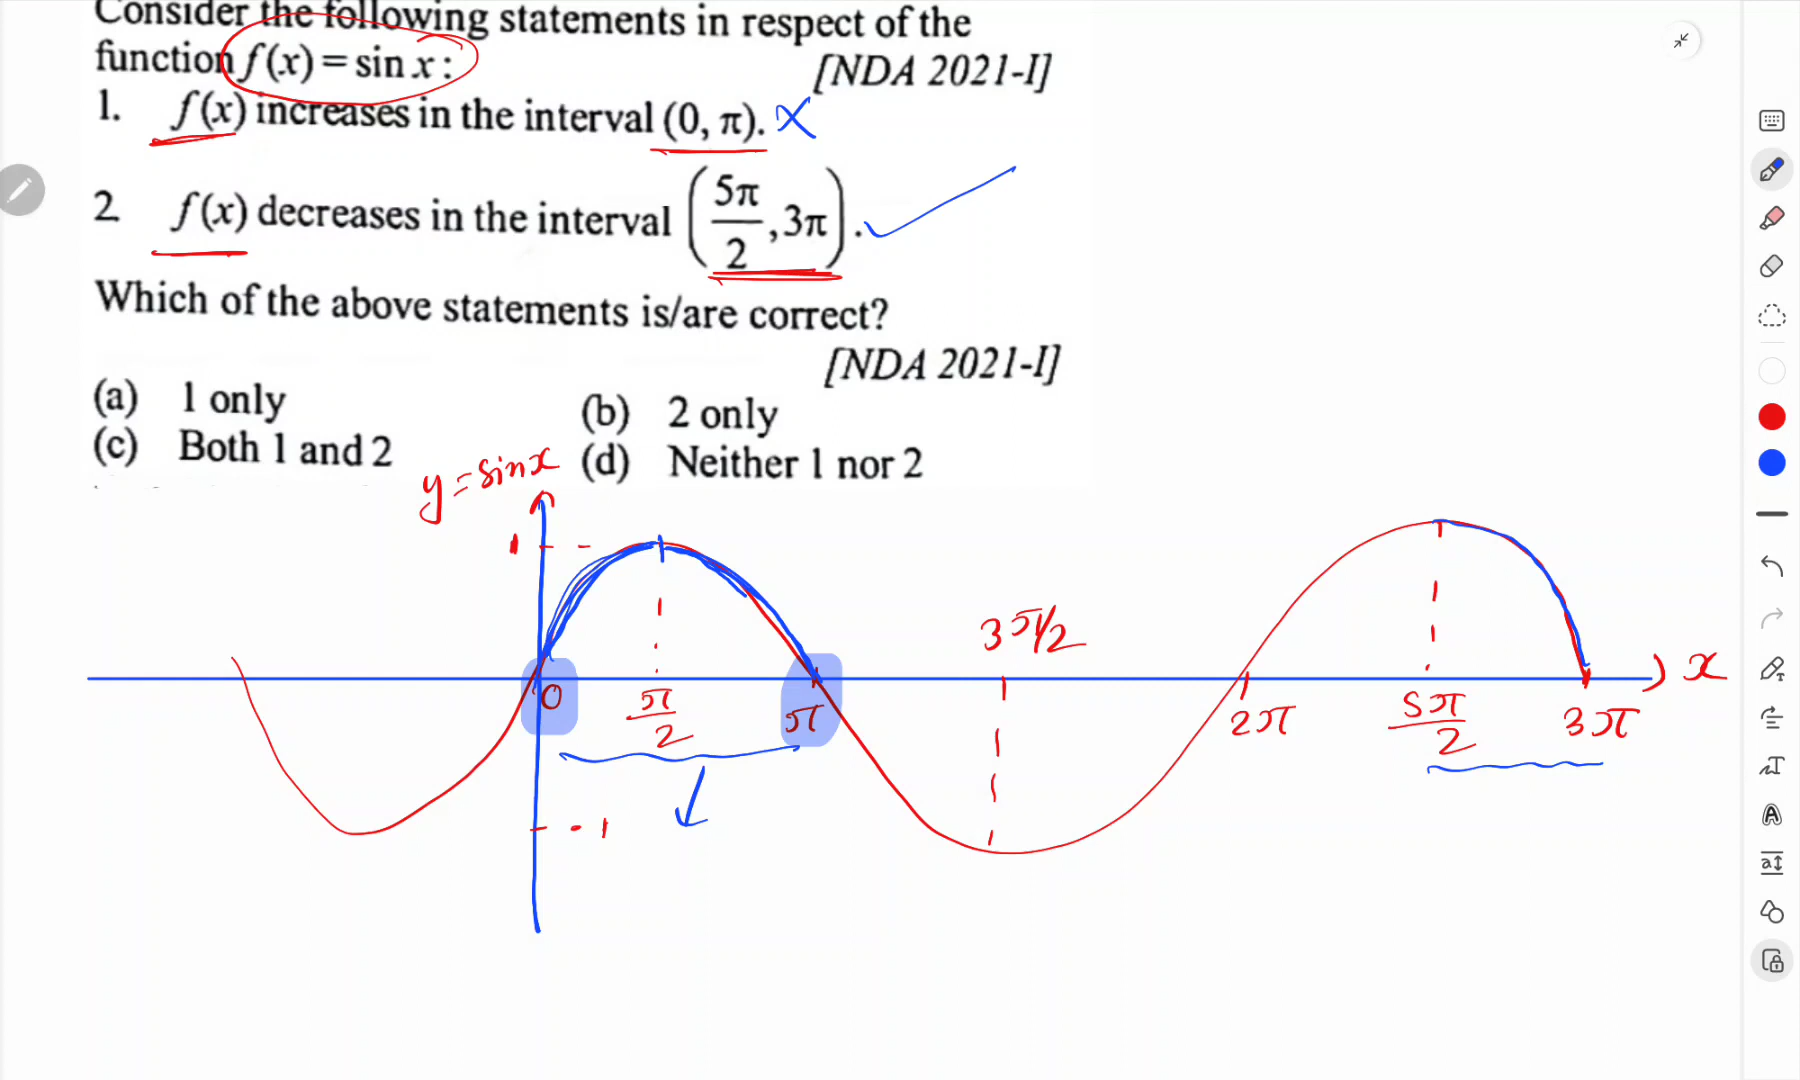 Consider the following statements in respect of the
function f(x) = sin x :
[NDA 2021-I]
1. f(x) increases in the interval (0, π). X
2. f(x) decreases in the interval (5π/2, 3π).
Which of the above statements is/are correct?
[NDA 2021-I]
(a) 1 only
(b) 2 only
(c) Both 1 and 2
(d) Neither 1 nor 2
y = sin x
1
3π/2
x
0
π/2
π
2π
5π/2
3π
-1